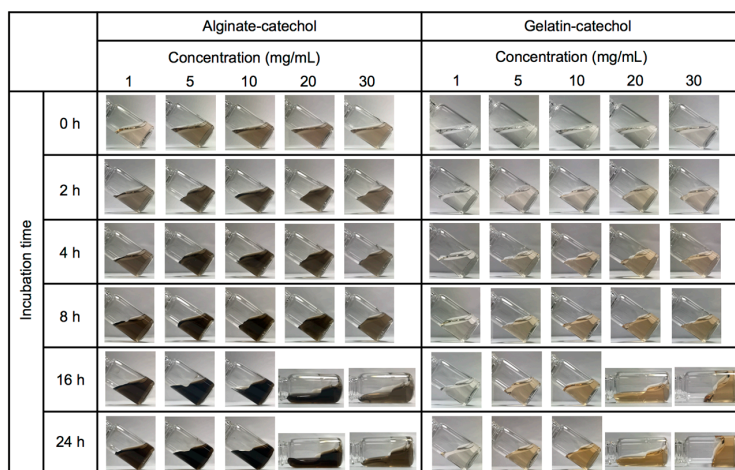 Alginate-catechol Gelatin-catechol
Concentration (mg/mL) Concentration (mg/mL)
1 5 10 20 30 1 5 10 20 30
Incubation time
0 h
2 h
4 h
8 h
16 h
24 h